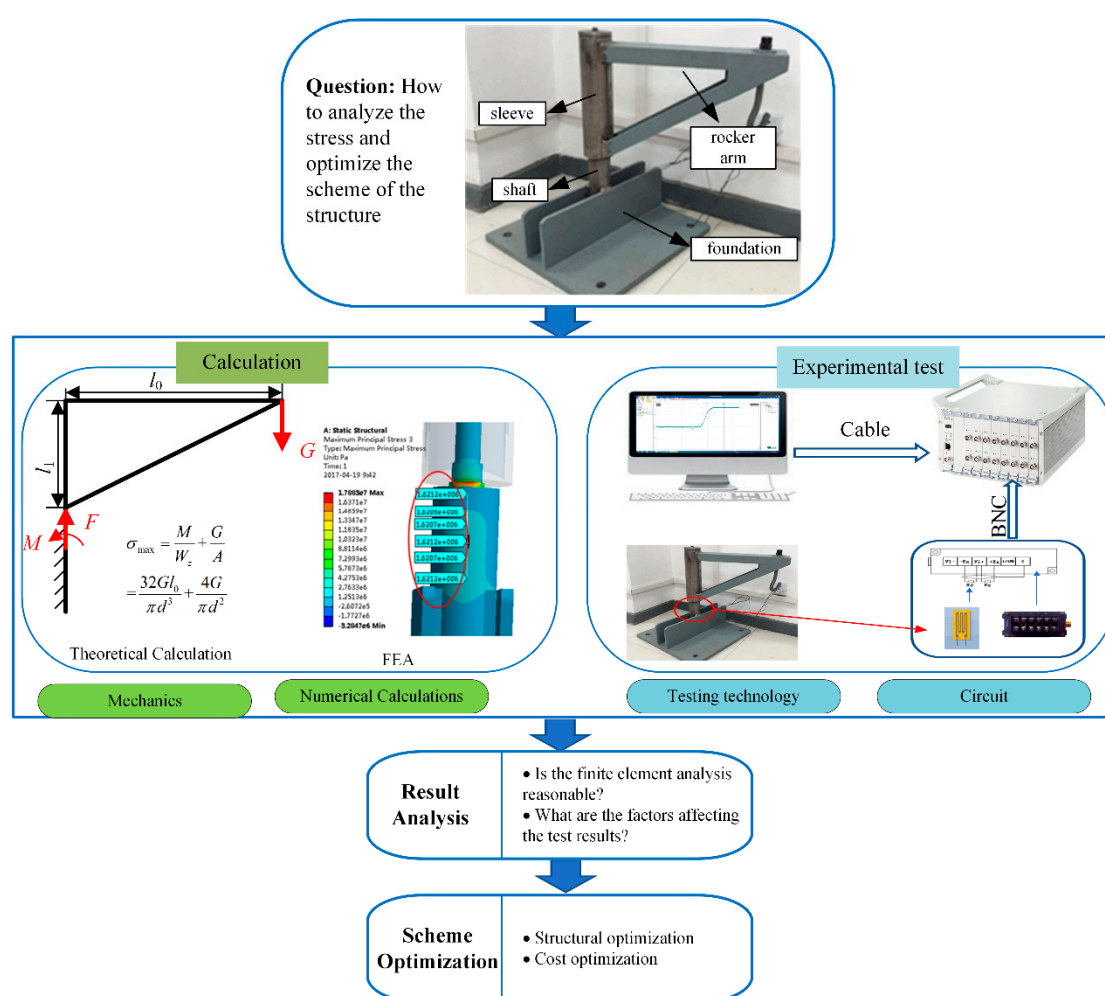 Question: How
to analyze the
stress and
optimize the
scheme of the
structure
sleeve
rocker
arm
shaft
foundation
Calculation
l₀
l₁
G
F
M
σmax = M/Wz + G/A
= 32Gl₀/πd³ + 4G/πd²
Theoretical Calculation
A: Static Structural
Maximum Principal Stress 3
Type: Maximum Principal Stress
Unit: Pa
Time: 1
2017-04-19 9:42
1.7883e7 Max
1.6371e7
1.4859e7
1.3347e7
1.1835e7
1.0323e7
8.8114e6
7.2993e6
5.7873e6
4.2753e6
2.7633e6
1.2513e6
-2.6072e5
-1.7727e6
-3.2847e6 Min
1.6212e+006
1.6208e+006
1.6207e+006
1.6212e+006
1.6207e+006
1.6212e+006
FEA
Mechanics
Numerical Calculations
Experimental test
Cable
BNC
Testing technology
Circuit
Result
Analysis
• Is the finite element analysis
reasonable?
• What are the factors affecting
the test results?
Scheme
Optimization
• Structural optimization
• Cost optimization